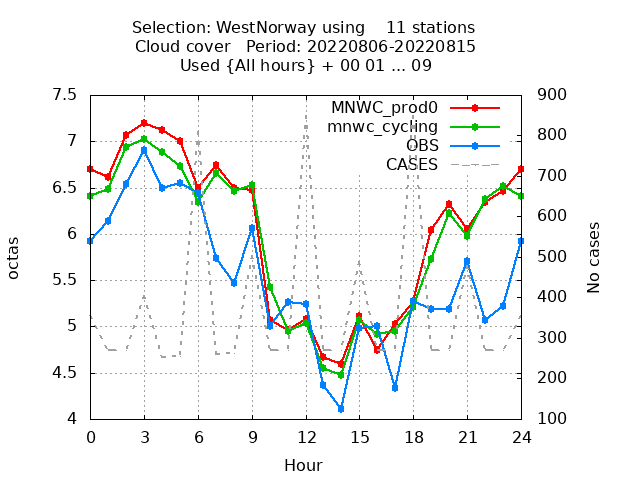 Selection: WestNorway using 11 stations
Cloud cover Period: 20220806-20220815
Used {All hours} + 00 01 ... 09
7.5
7
6.5
6
5.5
5
4.5
4
octas
MNWC_prod0
mnwc_cycling
OBS
CASES
900
800
700
600
500
400
300
200
100
No cases
0 3 6 9 12 15 18 21 24
Hour